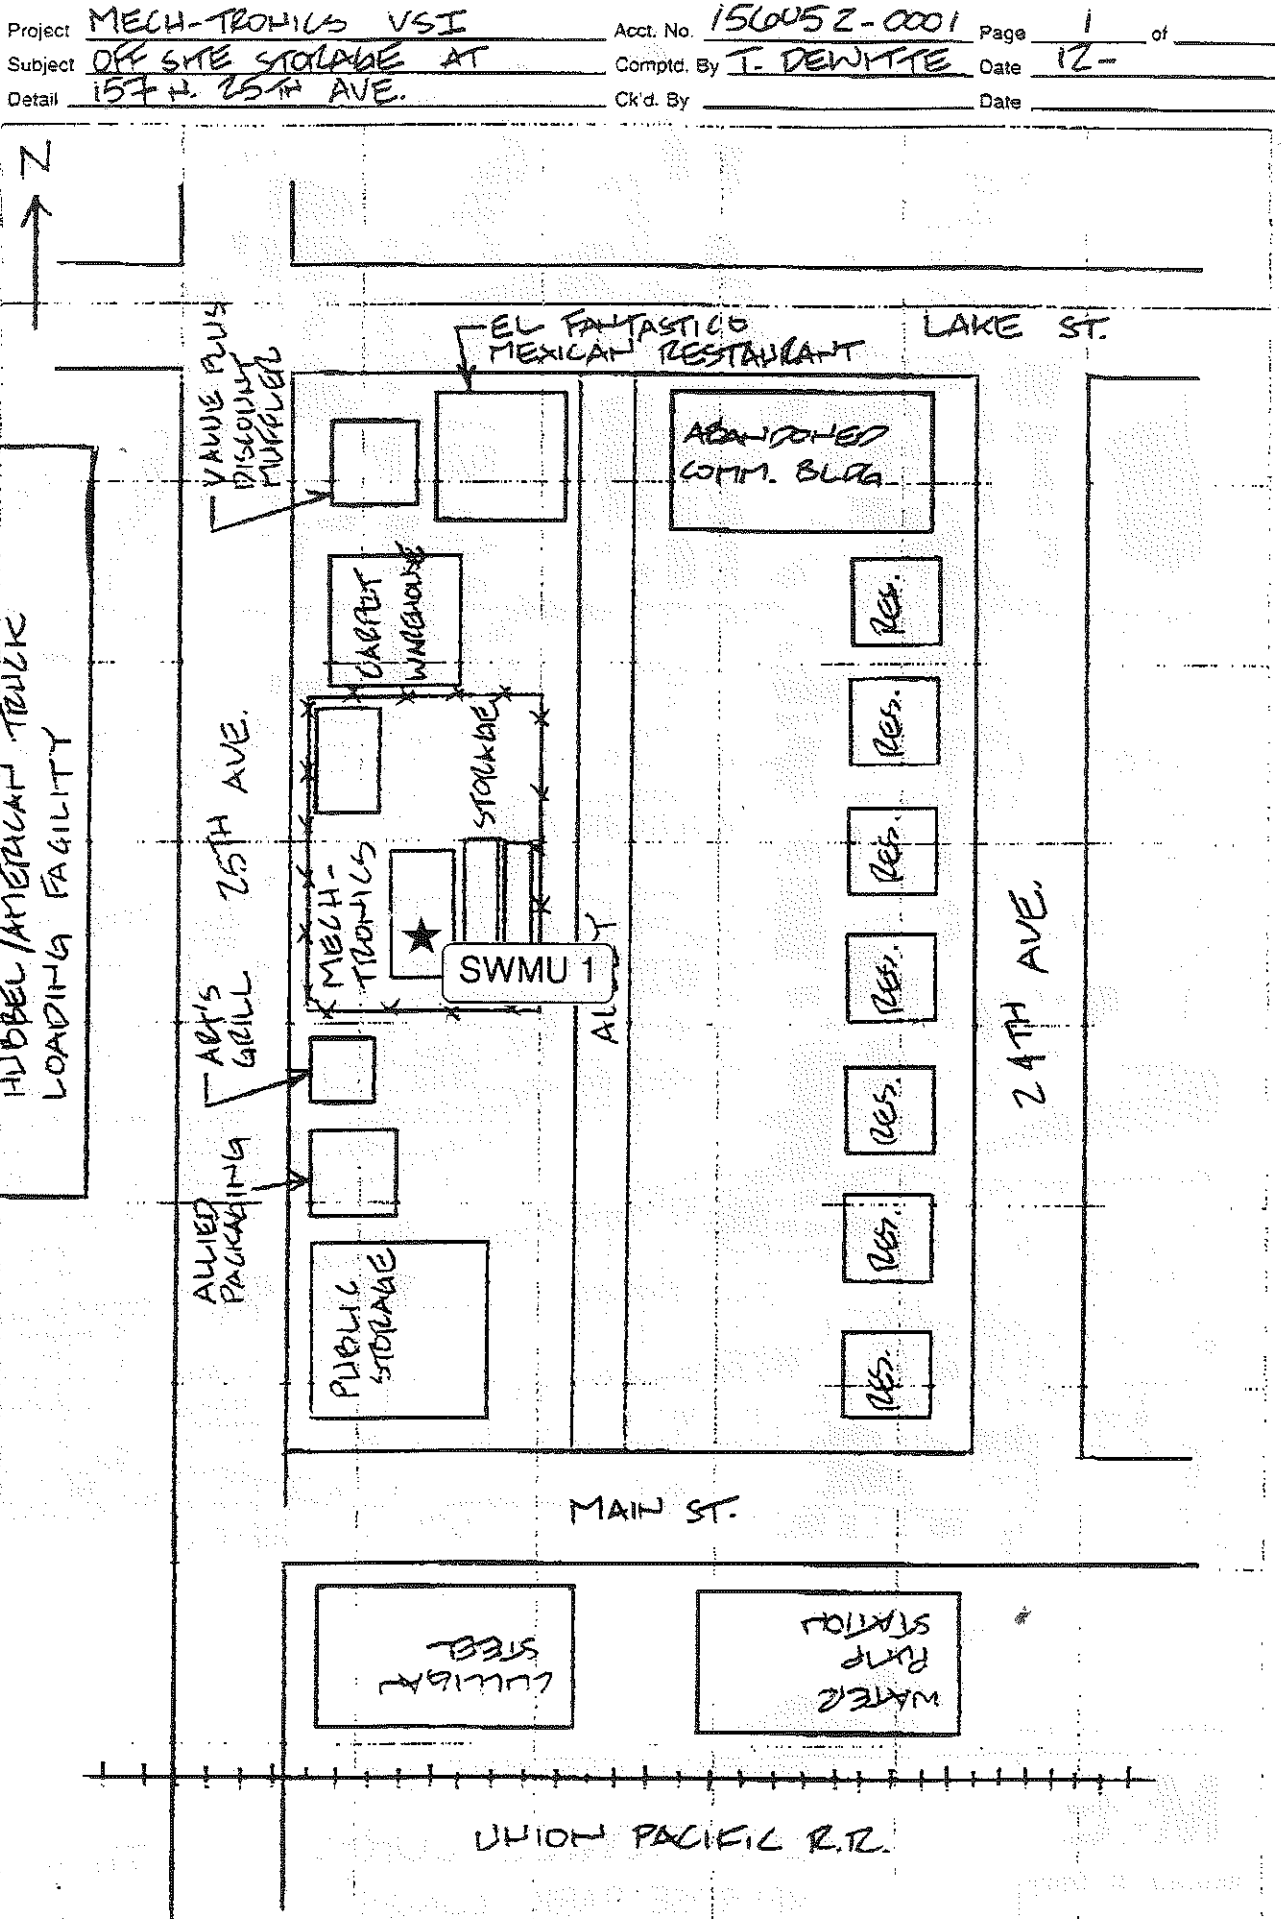 Project MECH-TRONICS VSI Acct. No. 156052-0001 Page 1 of
Subject OFF SITE STORAGE AT Comptd. By T. DEWITTE Date 12-
Detail 157 N. 25TH AVE. Ck'd. By Date
N
EL FANTASTICO
MEXICAN RESTAURANT
LAKE ST.
VALUE PLUS
DISCOUNT
MUFFLER
ABANDONED
COMM. BLDG
CARPET
WAREHOUSE
RES.
HUBBEL/AMERICAN TRUCK
LOADING FACILITY
25TH AVE.
STORAGE
RES.
MECH-
TRONICS
SWMU 1
ALLEY
RES.
RES.
24TH AVE.
ARY'S
GRILL
RES.
ALLIED
PACKAGING
RES.
PUBLIC
STORAGE
RES.
MAIN ST.
CULLIGAN
STEEL
WATER
PUMP
STATION
UNION PACIFIC R.R.